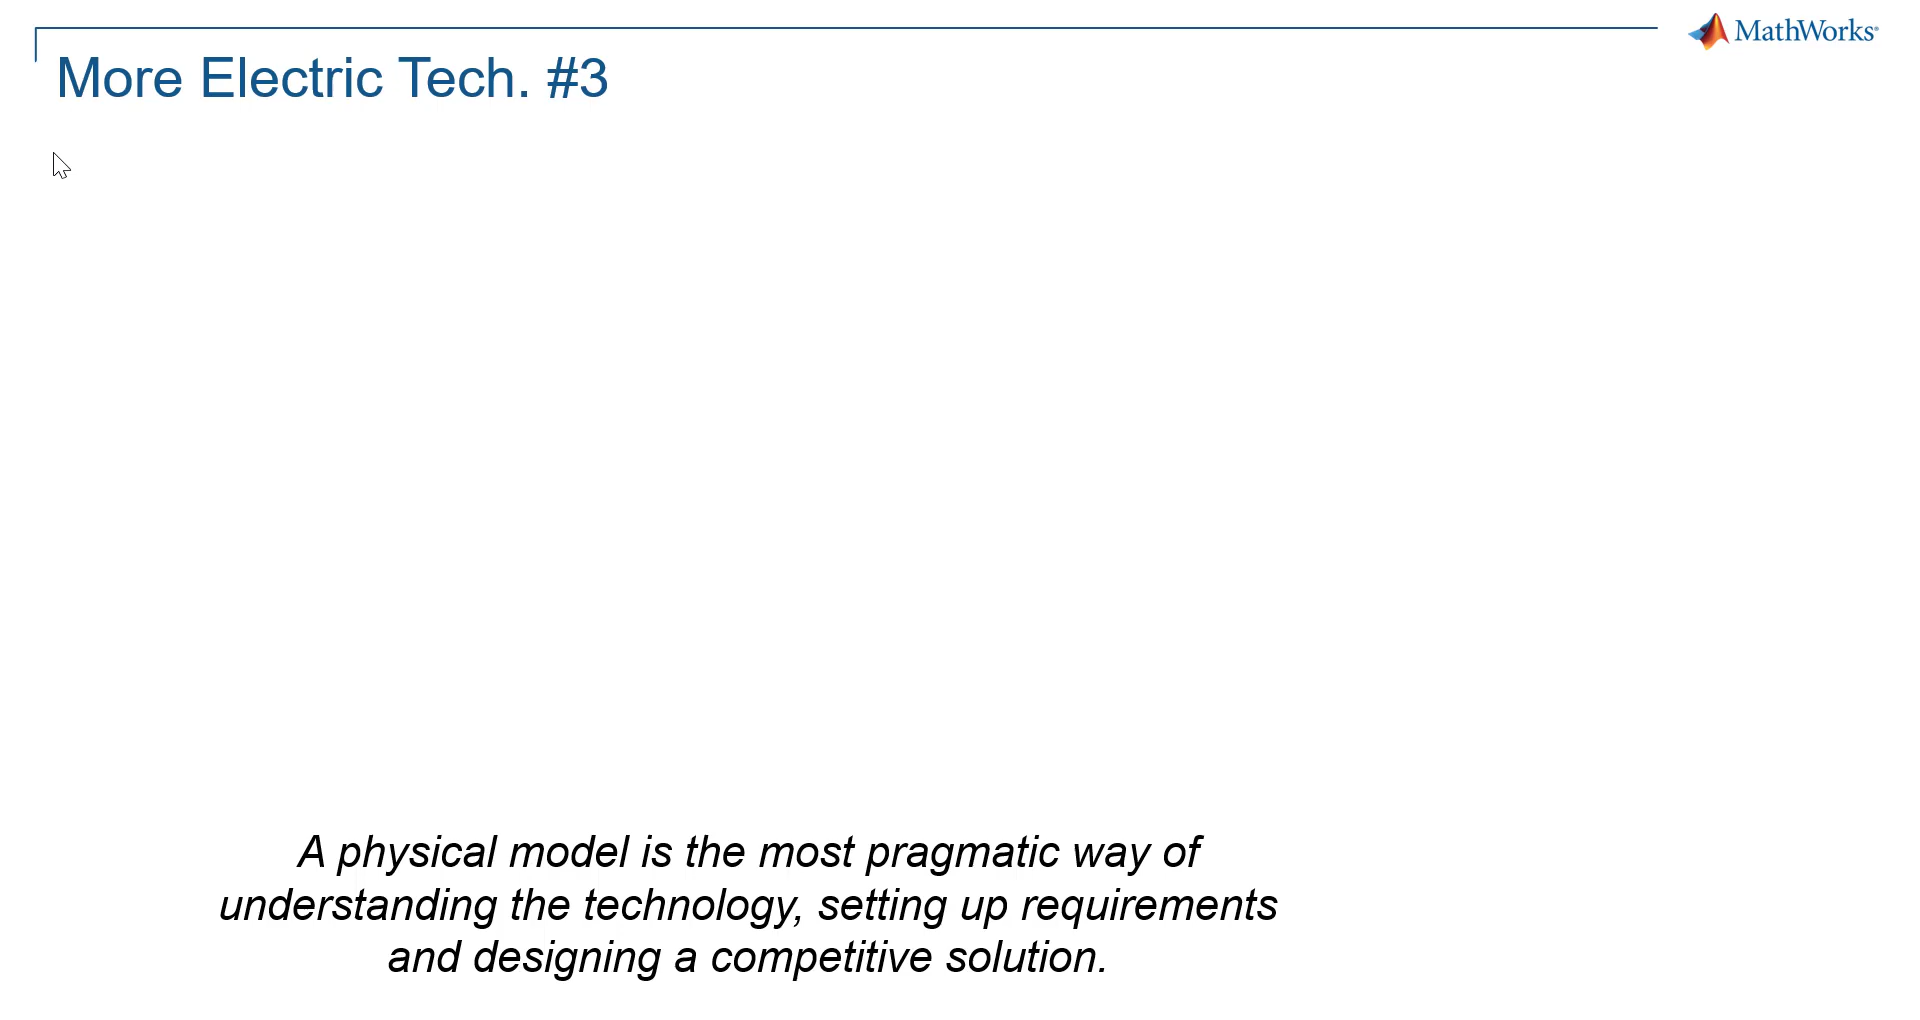 MathWorks®
More Electric Tech. #3
A physical model is the most pragmatic way of
understanding the technology, setting up requirements
and designing a competitive solution.